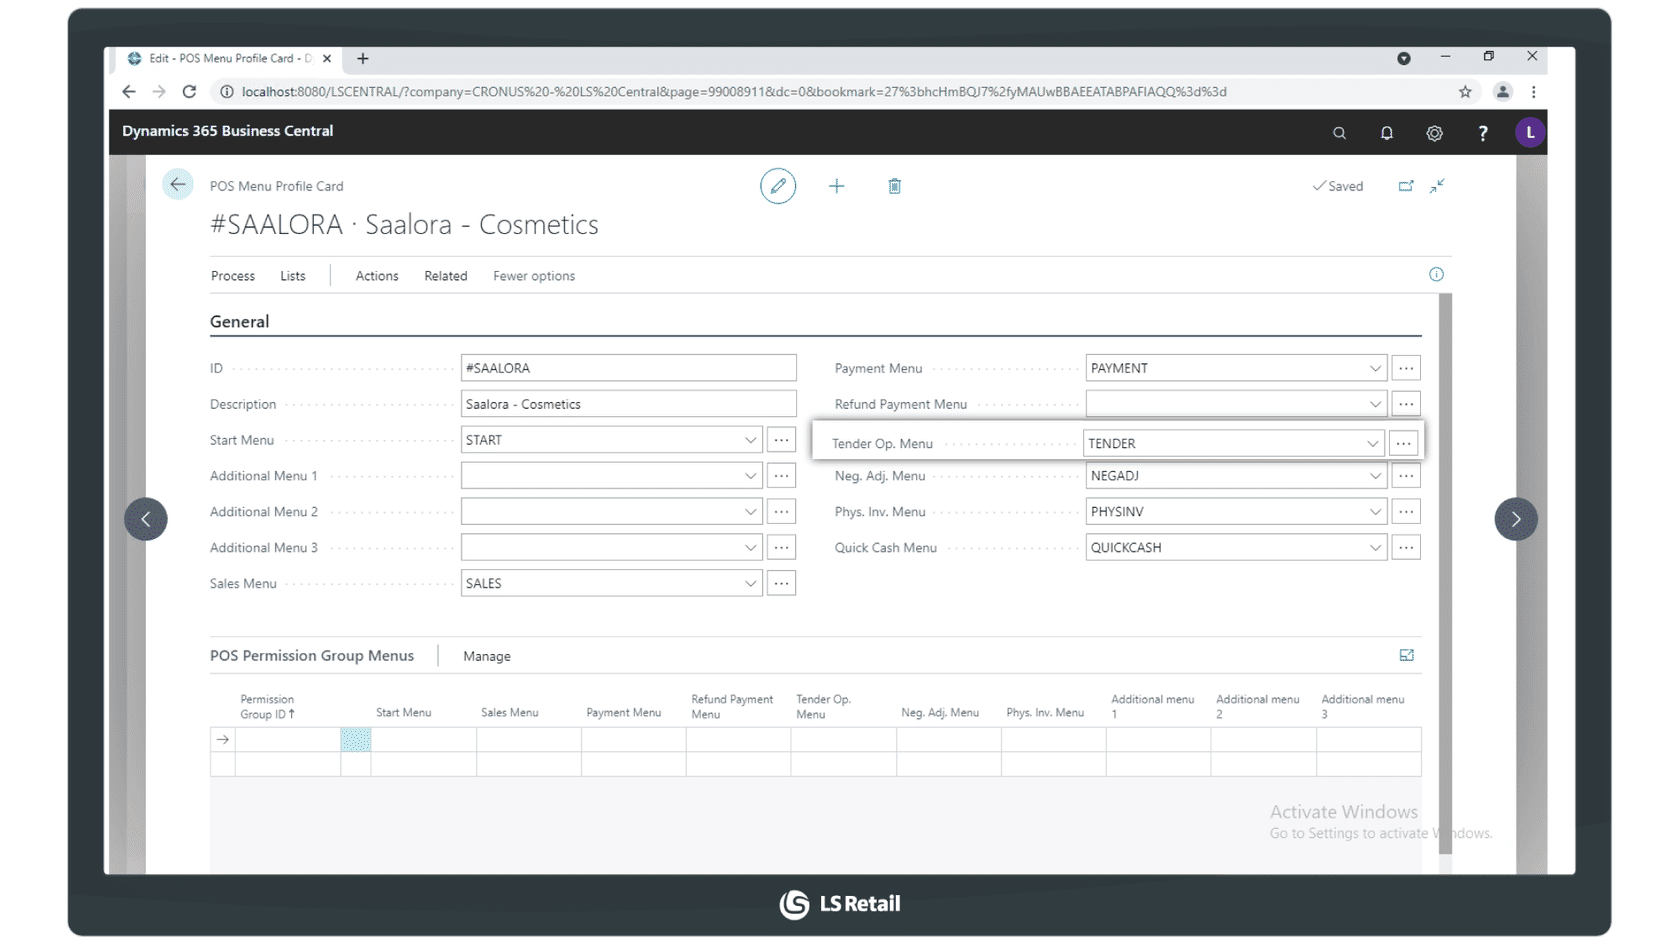 Edit - POS Menu Profile Card - D
localhost:8080/LSCENTRAL/?company=CRONUS%20-%20LS%20Central&page=99008911&dc=0&bookmark=27%3bhcHmBQJ7%2fyMAUwBBAEEATABPAFIAQQ%3d%3d
Dynamics 365 Business Central
? L
POS Menu Profile Card
Saved
#SAALORA · Saalora - Cosmetics
Process Lists Actions Related Fewer options
General
ID #SAALORA
Description Saalora - Cosmetics
Start Menu START
Additional Menu 1
Additional Menu 2
Additional Menu 3
Sales Menu SALES
Payment Menu PAYMENT
Refund Payment Menu
Tender Op. Menu TENDER
Neg. Adj. Menu NEGADJ
Phys. Inv. Menu PHYSINV
Quick Cash Menu QUICKCASH
POS Permission Group Menus Manage
Permission Group ID↑ Start Menu Sales Menu Payment Menu Refund Payment Menu Tender Op. Menu Neg. Adj. Menu Phys. Inv. Menu Additional menu 1 Additional menu 2 Additional menu 3
Activate Windows
Go to Settings to activate Windows.
LS Retail